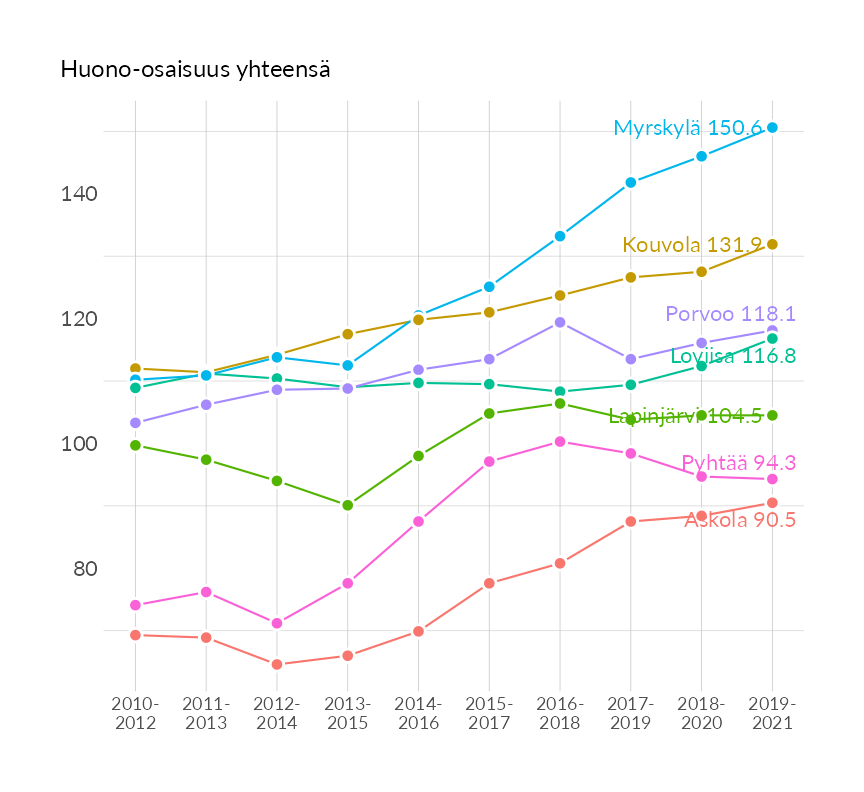 Huono-osaisuus yhteensä
Myrskylä 150.6
140
Kouvola 131.9
120
Porvoo 118.1
Loviisa 116.8
Lapinjärvi 104.5
100
Pyhtää 94.3
Askola 90.5
80
2010- 2011- 2012- 2013- 2014- 2015- 2016- 2017- 2018- 2019-
2012 2013 2014 2015 2016 2017 2018 2019 2020 2021